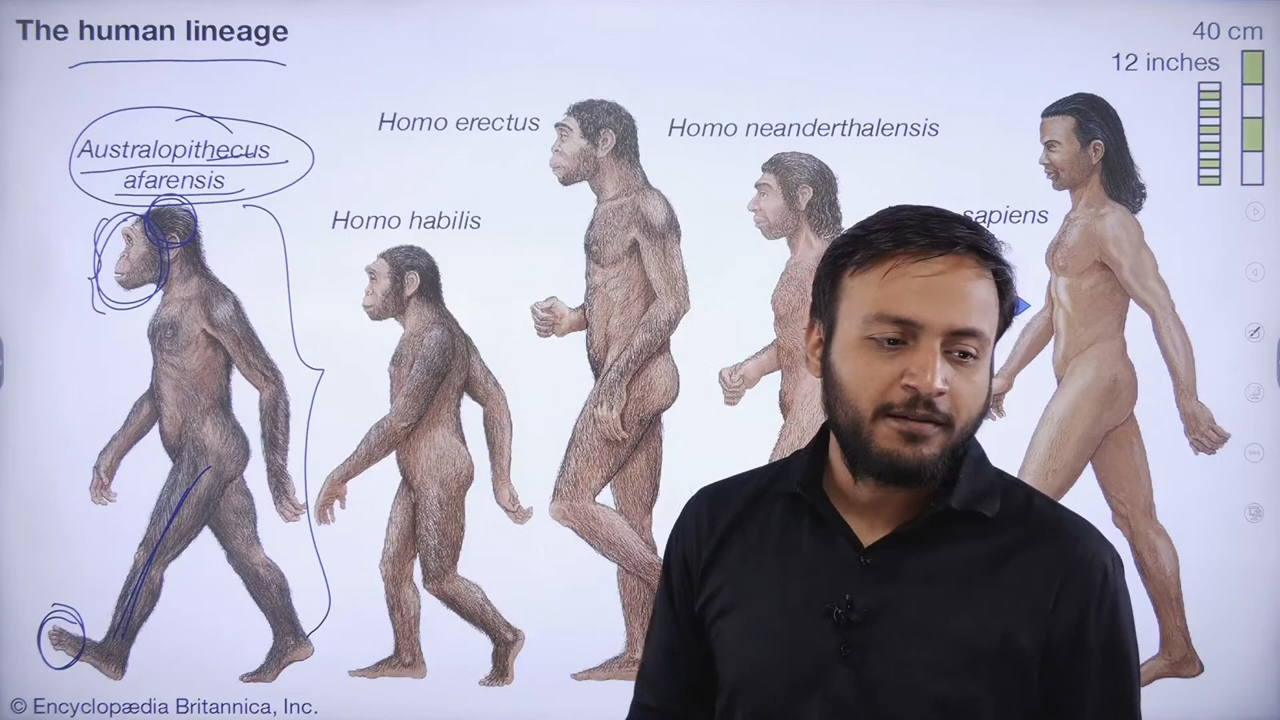 The human lineage
40 cm
12 inches
Homo erectus
Homo neanderthalensis
Australopithecus
afarensis
Homo habilis
sapiens
© Encyclopædia Britannica, Inc.